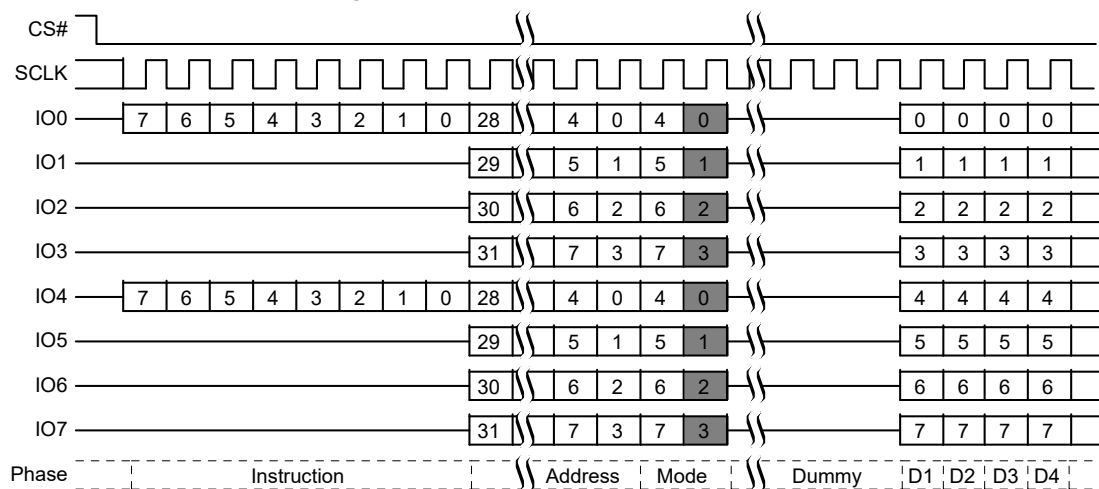 CS#
SCLK
IO0 7 6 5 4 3 2 1 0 28 4 0 4 0 0 0 0 0
IO1 29 5 1 5 1 1 1 1 1
IO2 30 6 2 6 2 2 2 2 2
IO3 31 7 3 7 3 3 3 3 3
IO4 7 6 5 4 3 2 1 0 28 4 0 4 0 4 4 4 4
IO5 29 5 1 5 1 5 5 5 5
IO6 30 6 2 6 2 6 6 6 6
IO7 31 7 3 7 3 7 7 7 7
Phase Instruction Address Mode Dummy D1 D2 D3 D4